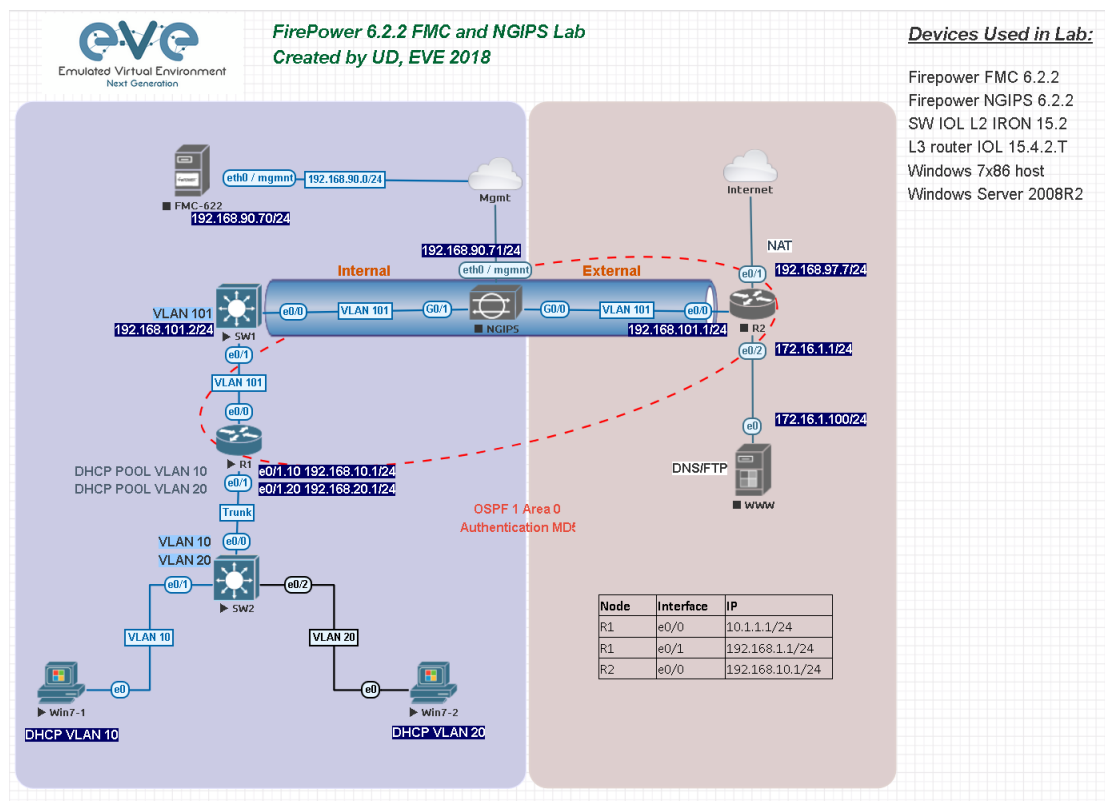 EVE
Emulated Virtual Environment
Next Generation
FirePower 6.2.2 FMC and NGIPS Lab
Created by UD, EVE 2018
Devices Used in Lab:
Firepower FMC 6.2.2
Firepower NGIPS 6.2.2
SW IOL L2 IRON 15.2
L3 router IOL 15.4.2.T
Windows 7x86 host
Windows Server 2008R2
eth0 / mgmnt
192.168.90.0/24
Mgmt
FMC-622
192.168.90.70/24
Internet
192.168.90.71/24
eth0 / mgmnt
NAT
e0/1
192.168.97.7/24
Internal
External
VLAN 101
192.168.101.2/24
SW1
e0/0
VLAN 101
G0/1
NGIPS
G0/0
VLAN 101
e0/0
192.168.101.1/24
R2
e0/1
VLAN 101
e0/0
R1
e0/2
172.16.1.1/24
e0
172.16.1.100/24
DNS/FTP
WWW
DHCP POOL VLAN 10
DHCP POOL VLAN 20
e0/1
e0/1.10 192.168.10.1/24
e0/1.20 192.168.20.1/24
Trunk
OSPF 1 Area 0
Authentication MD5
VLAN 10
VLAN 20
e0/0
e0/1
SW2
e0/2
VLAN 10
VLAN 20
e0
Win7-1
DHCP VLAN 10
e0
Win7-2
DHCP VLAN 20
Node Interface IP
R1 e0/0 10.1.1.1/24
R1 e0/1 192.168.1.1/24
R2 e0/0 192.168.10.1/24